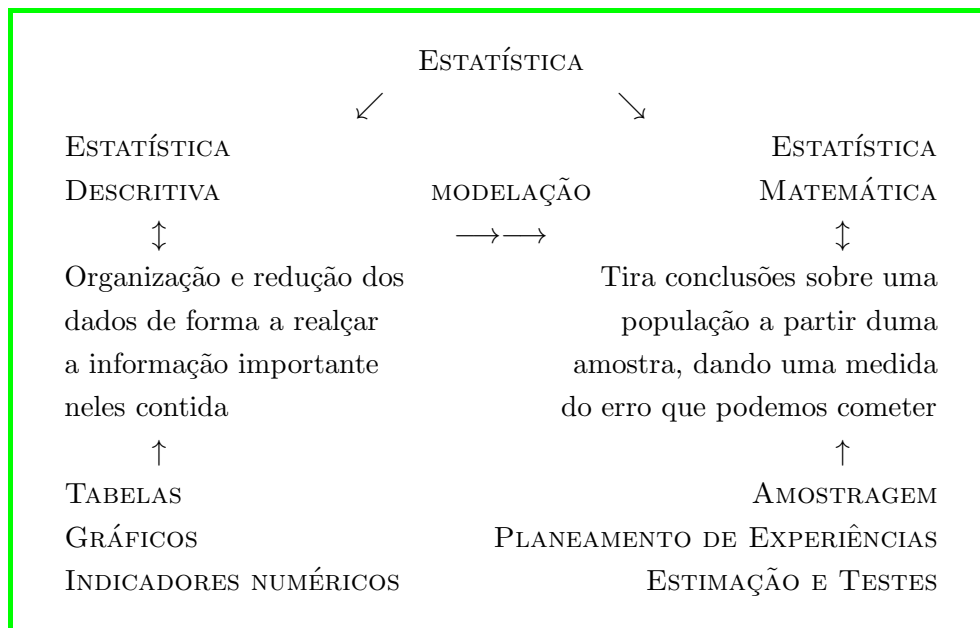 ESTATÍSTICA
↙ ↘
ESTATÍSTICA ESTATÍSTICA
DESCRITIVA MODELAÇÃO MATEMÁTICA
↕ ⟶⟶ ↕
Organização e redução dos Tira conclusões sobre uma
dados de forma a realçar população a partir duma
a informação importante amostra, dando uma medida
neles contida do erro que podemos cometer
↑ ↑
TABELAS AMOSTRAGEM
GRÁFICOS PLANEAMENTO DE EXPERIÊNCIAS
INDICADORES NUMÉRICOS ESTIMAÇÃO E TESTES